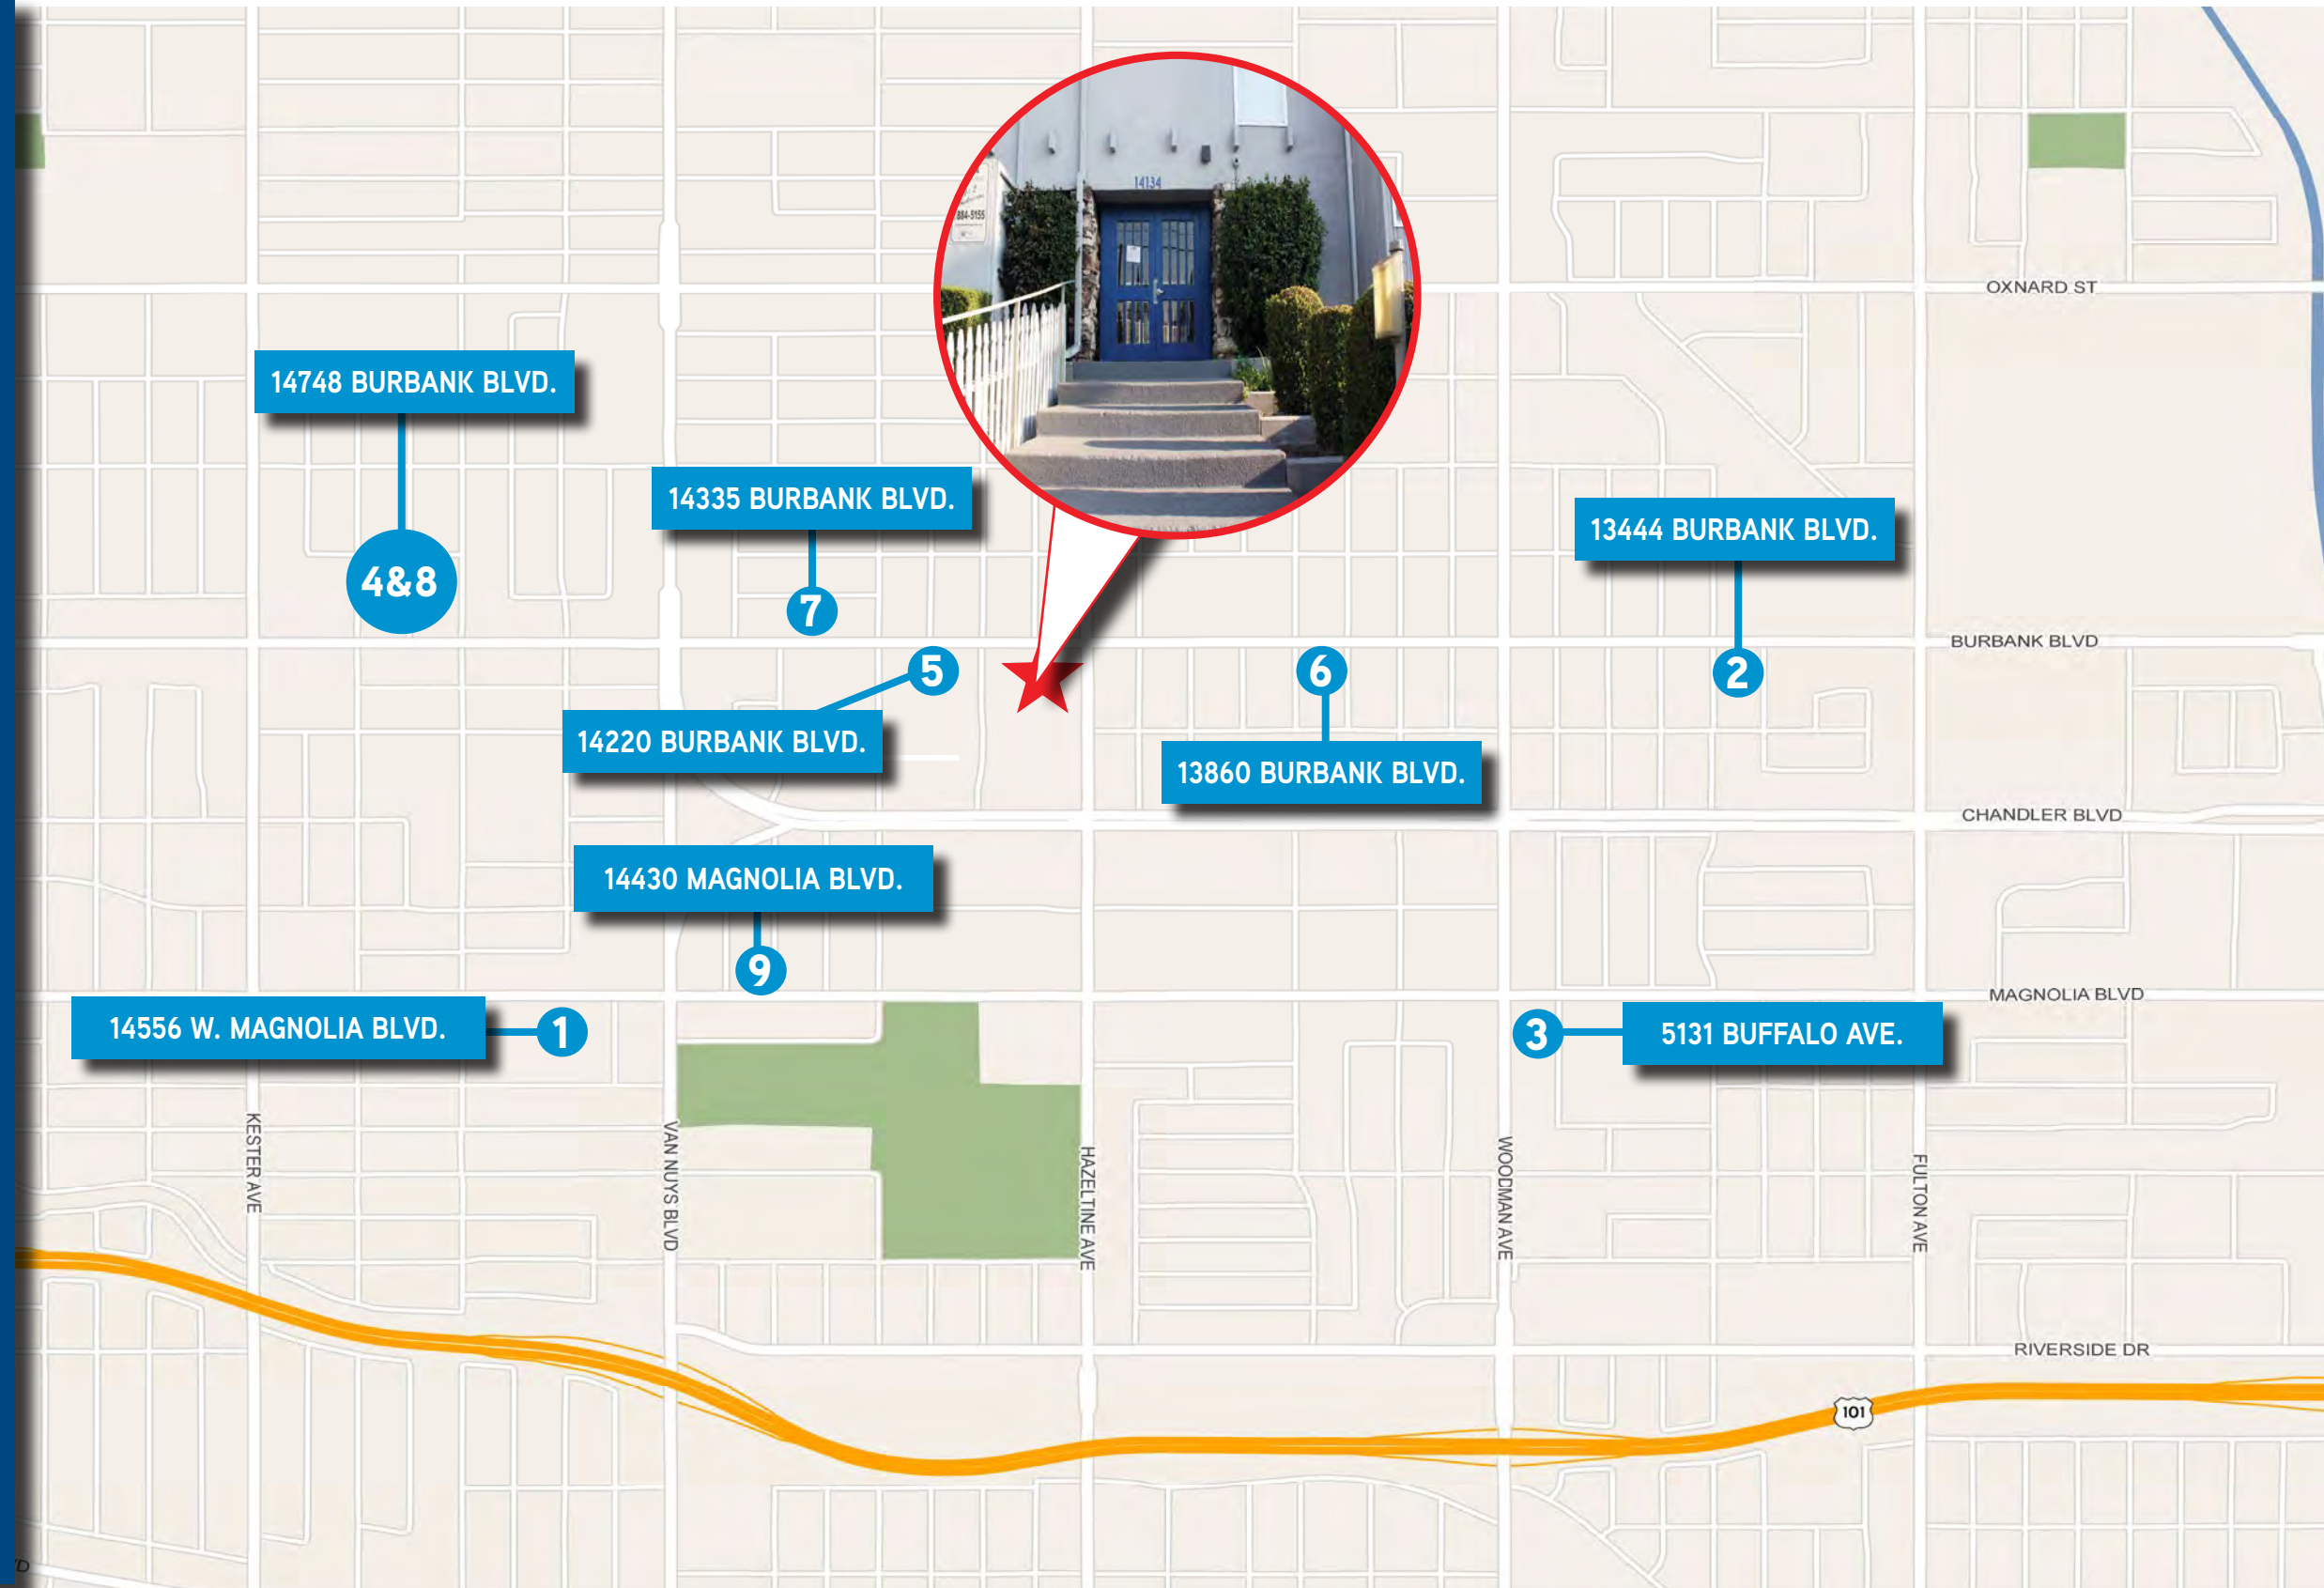 14134
884-5155
OXNARD ST
14748 BURBANK BLVD.
14335 BURBANK BLVD.
13444 BURBANK BLVD.
4&8
7
BURBANK BLVD
5
6
2
14220 BURBANK BLVD.
13860 BURBANK BLVD.
CHANDLER BLVD
14430 MAGNOLIA BLVD.
9
MAGNOLIA BLVD
14556 W. MAGNOLIA BLVD.
1
3
5131 BUFFALO AVE.
KESTER AVE
VAN NUYS BLVD
HAZELTINE AVE
WOODMAN AVE
FULTON AVE
RIVERSIDE DR
101